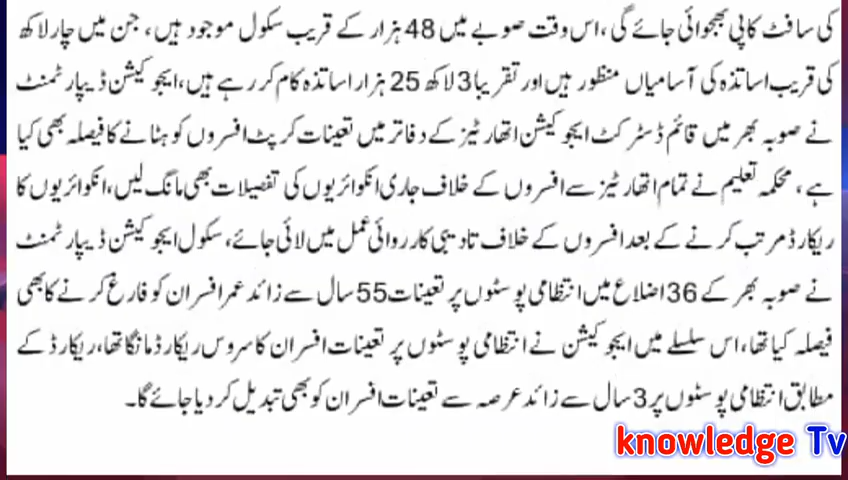 کی سافٹ کاپی بھجوائی جائے گی، اس وقت صوبے میں 48 ہزار کے قریب سکول موجود ہیں، جن میں چار لاکھ
کی قریب اساتذہ کی آسامیاں منظور ہیں اور تقریبا 3 لاکھ 25 ہزار اساتذہ کام کر رہے ہیں، ایجوکیشن ڈیپارٹمنٹ
نے صوبہ بھر میں قائم ڈسٹرکٹ ایجوکیشن اتھارٹیز کے دفاتر میں تعینات کرپٹ افسروں کو ہٹانے کا فیصلہ بھی کیا
ہے، محکمہ تعلیم نے تمام اتھارٹیز سے افسروں کے خلاف جاری انکوائریوں کی تفصیلات بھی مانگ لیں، انکوائریوں کا
ریکارڈ مرتب کرنے کے بعد افسروں کے خلاف تادیبی کارروائی عمل میں لائی جائے، سکول ایجوکیشن ڈیپارٹمنٹ
نے صوبہ بھر کے 36 اضلاع میں انتظامی پوسٹوں پر تعینات 55 سال سے زائد عمر افسران کو فارغ کرنے کا بھی
فیصلہ کیا تھا، اس سلسلے میں ایجوکیشن نے انتظامی پوسٹوں پر تعینات افسران کا سروس ریکارڈ مانگا تھا، ریکارڈ کے
مطابق انتظامی پوسٹوں پر 3 سال سے زائد عرصہ سے تعینات افسران کو بھی تبدیل کر دیا جائے گا۔
knowledge Tv